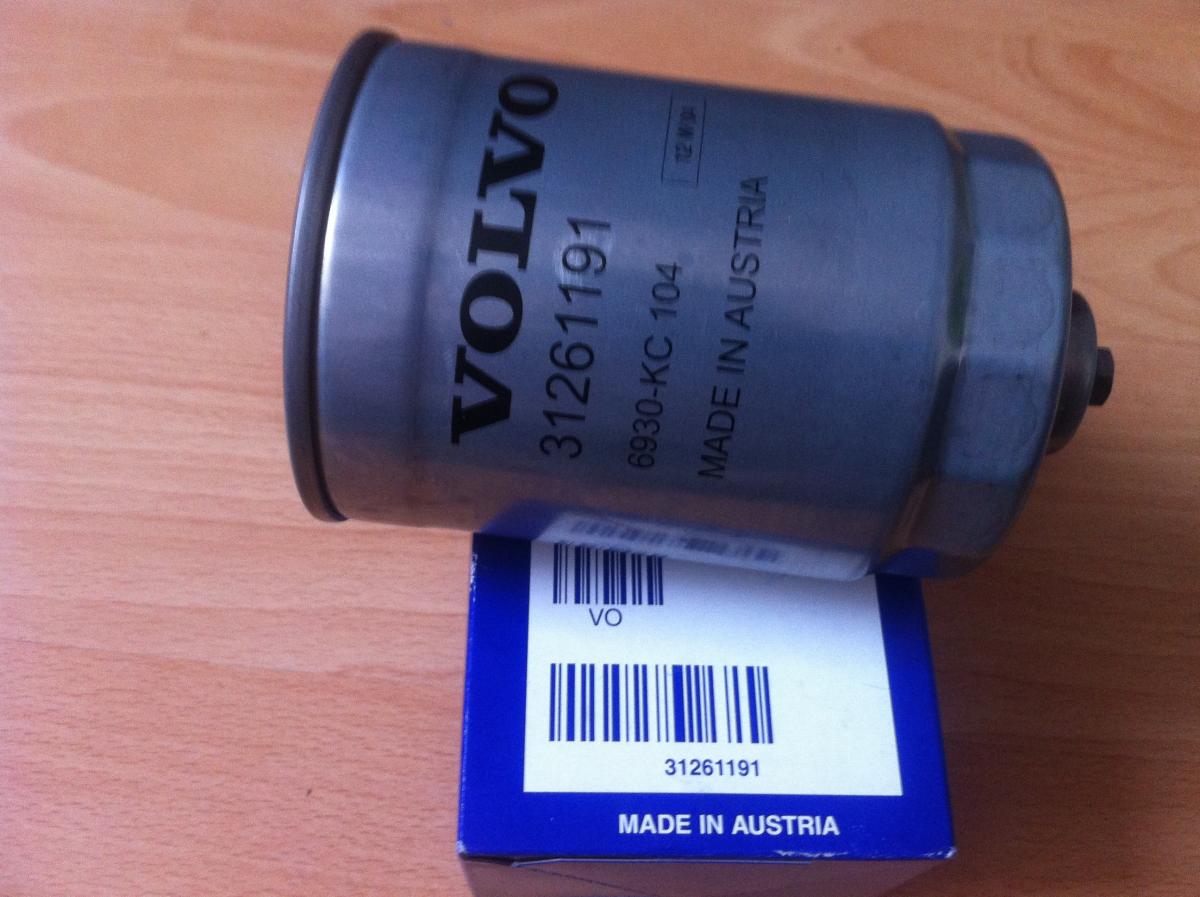 VOLVO
31261191
6930-KC 104
MADE IN AUSTRIA
VO
31261191
MADE IN AUSTRIA